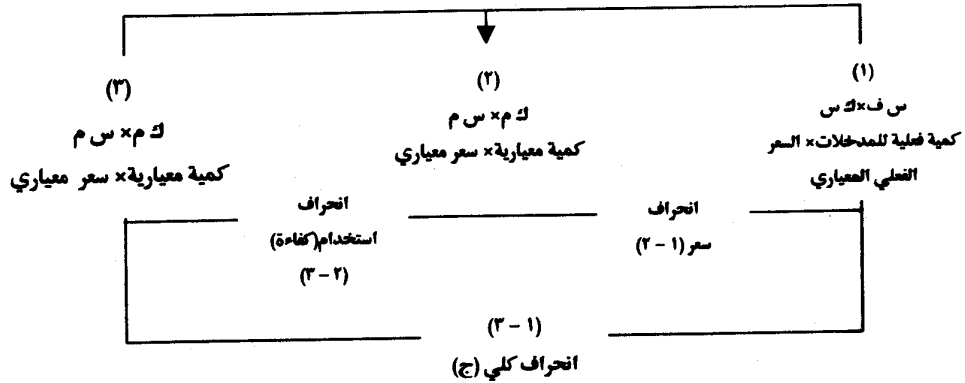 (١)
س ف×ك س
كمية فعلية للمدخلات× السعر
الفعلي المعياري
(٢)
ك م× س م
كمية معيارية× سعر معياري
(٣)
ك م× س م
كمية معيارية× سعر معياري
انحراف
سعر (١ – ٢)
انحراف
استخدام(كفاءة)
(٢ – ٣)
(١ – ٣)
انحراف كلي (ج)